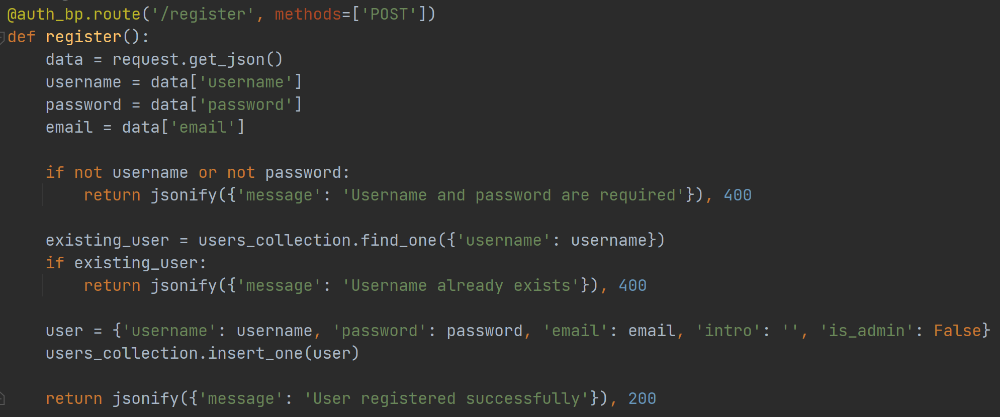 @auth_bp.route('/register', methods=['POST'])
def register():
    data = request.get_json()
    username = data['username']
    password = data['password']
    email = data['email']

    if not username or not password:
        return jsonify({'message': 'Username and password are required'}), 400

    existing_user = users_collection.find_one({'username': username})
    if existing_user:
        return jsonify({'message': 'Username already exists'}), 400

    user = {'username': username, 'password': password, 'email': email, 'intro': '', 'is_admin': False}
    users_collection.insert_one(user)

    return jsonify({'message': 'User registered successfully'}), 200